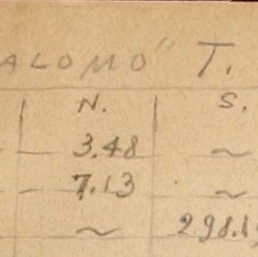 ALOMO" T.
N. S.
3.48 ~
7.13 ~
~ 298.1